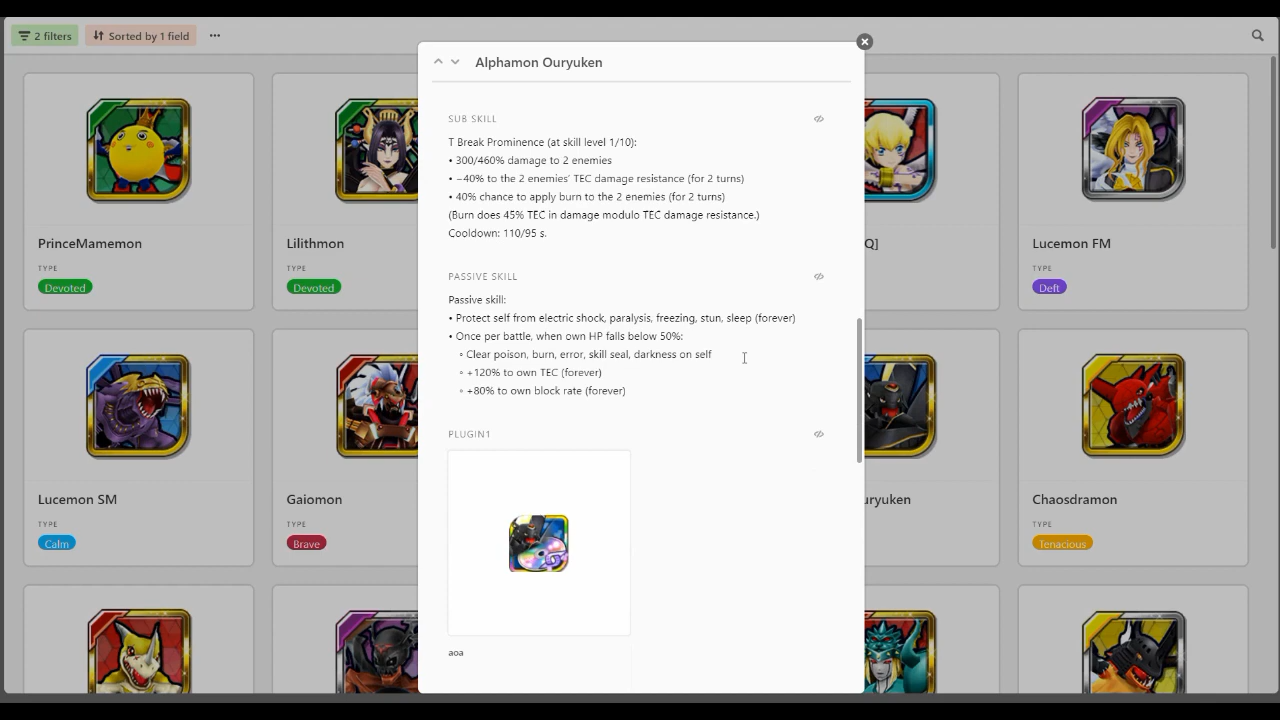 2 filters
Sorted by 1 field
...
Alphamon Ouryuken
SUB SKILL
T Break Prominence (at skill level 1/10):
• 300/460% damage to 2 enemies
• −40% to the 2 enemies’ TEC damage resistance (for 2 turns)
• 40% chance to apply burn to the 2 enemies (for 2 turns)
(Burn does 45% TEC in damage modulo TEC damage resistance.)
Cooldown: 110/95 s.
PASSIVE SKILL
Passive skill:
• Protect self from electric shock, paralysis, freezing, stun, sleep (forever)
• Once per battle, when own HP falls below 50%:
◦ Clear poison, burn, error, skill seal, darkness on self
◦ +120% to own TEC (forever)
◦ +80% to own block rate (forever)
PLUGIN1
aoa
PrinceMamemon
TYPE
Devoted
Lilithmon
TYPE
Devoted
Q]
Lucemon FM
TYPE
Deft
Lucemon SM
TYPE
Calm
Gaiomon
TYPE
Brave
uryuken
Chaosdramon
TYPE
Tenacious